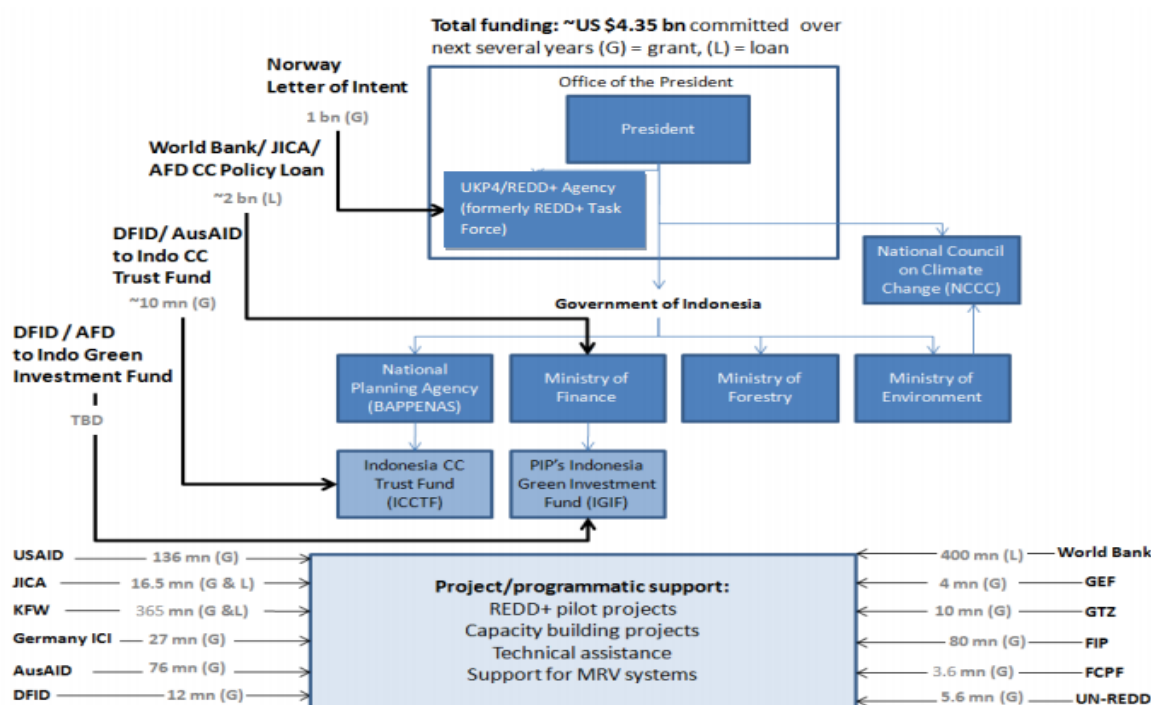 Total funding: ~US $4.35 bn committed over
next several years (G) = grant, (L) = loan
Norway
Letter of Intent
1 bn (G)
World Bank/ JICA/
AFD CC Policy Loan
~2 bn (L)
DFID/ AusAID
to Indo CC
Trust Fund
~10 mn (G)
DFID / AFD
to Indo Green
Investment Fund
TBD
Office of the President
President
UKP4/REDD+ Agency
(formerly REDD+ Task
Force)
National Council
on Climate
Change (NCCC)
Government of Indonesia
National
Planning Agency
(BAPPENAS)
Ministry of
Finance
Ministry of
Forestry
Ministry of
Environment
Indonesia CC
Trust Fund
(ICCTF)
PIP's Indonesia
Green Investment
Fund (IGIF)
USAID 136 mn (G)
JICA 16.5 mn (G & L)
KFW 365 mn (G &L)
Germany ICI 27 mn (G)
AusAID 76 mn (G)
DFID 12 mn (G)
Project/programmatic support:
REDD+ pilot projects
Capacity building projects
Technical assistance
Support for MRV systems
400 mn (L) World Bank
4 mn (G) GEF
10 mn (G) GTZ
80 mn (G) FIP
3.6 mn (G) FCPF
5.6 mn (G) UN-REDD